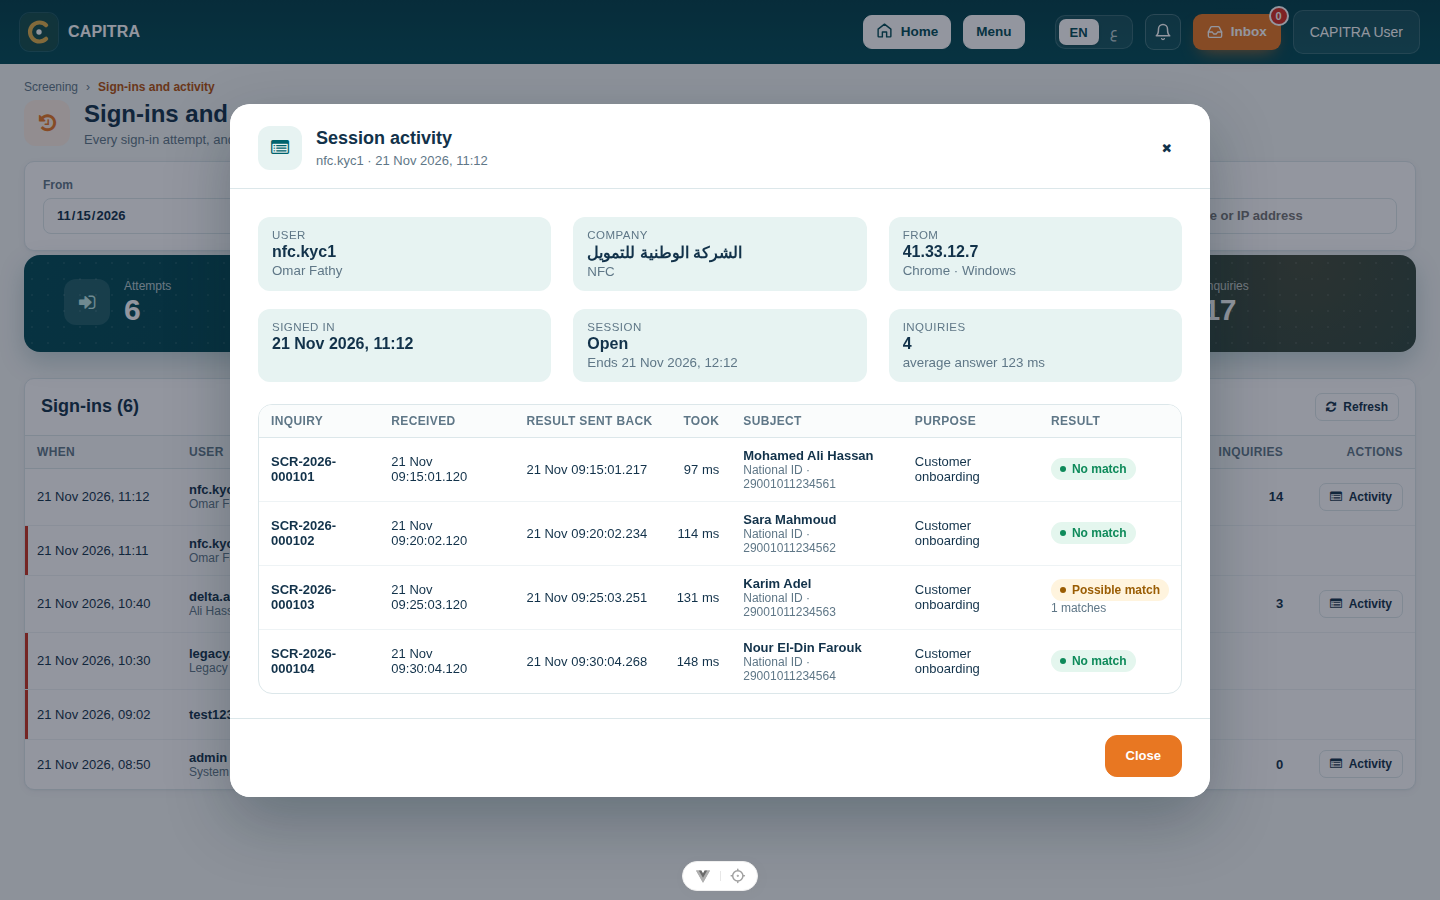 CAPITRA
Home
Menu
EN
ع
Inbox
0
CAPITRA User
Screening › Sign-ins and activity
Sign-ins and
Every sign-in attempt, and
From
11/15/2026
e or IP address
Attempts
6
nquiries
17
Sign-ins (6)
Refresh
WHEN USER INQUIRIES ACTIONS
21 Nov 2026, 11:12 nfc.kyc 14 Activity
Omar F
21 Nov 2026, 11:11 nfc.kyc
Omar F
21 Nov 2026, 10:40 delta.a 3 Activity
Ali Hass
21 Nov 2026, 10:30 legacy.
Legacy
21 Nov 2026, 09:02 test123
21 Nov 2026, 08:50 admin 0 Activity
System
Session activity
nfc.kyc1 · 21 Nov 2026, 11:12
✖
USER
nfc.kyc1
Omar Fathy
COMPANY
الشركة الوطنية للتمويل
NFC
FROM
41.33.12.7
Chrome · Windows
SIGNED IN
21 Nov 2026, 11:12
SESSION
Open
Ends 21 Nov 2026, 12:12
INQUIRIES
4
average answer 123 ms
INQUIRY RECEIVED RESULT SENT BACK TOOK SUBJECT PURPOSE RESULT
SCR-2026-000101 21 Nov 09:15:01.120 21 Nov 09:15:01.217 97 ms Mohamed Ali Hassan National ID · 29001011234561 Customer onboarding No match
SCR-2026-000102 21 Nov 09:20:02.120 21 Nov 09:20:02.234 114 ms Sara Mahmoud National ID · 29001011234562 Customer onboarding No match
SCR-2026-000103 21 Nov 09:25:03.120 21 Nov 09:25:03.251 131 ms Karim Adel National ID · 29001011234563 Customer onboarding Possible match 1 matches
SCR-2026-000104 21 Nov 09:30:04.120 21 Nov 09:30:04.268 148 ms Nour El-Din Farouk National ID · 29001011234564 Customer onboarding No match
Close